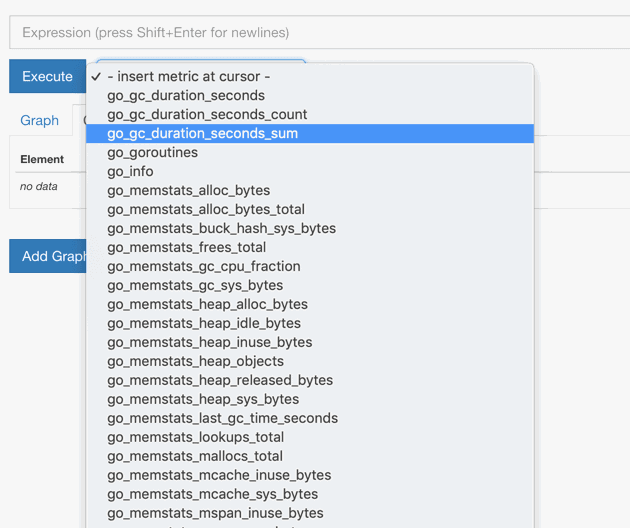 Expression (press Shift+Enter for newlines)
Execute
✓ - insert metric at cursor -
go_gc_duration_seconds
go_gc_duration_seconds_count
go_gc_duration_seconds_sum
go_goroutines
go_info
go_memstats_alloc_bytes
go_memstats_alloc_bytes_total
go_memstats_buck_hash_sys_bytes
go_memstats_frees_total
go_memstats_gc_cpu_fraction
go_memstats_gc_sys_bytes
go_memstats_heap_alloc_bytes
go_memstats_heap_idle_bytes
go_memstats_heap_inuse_bytes
go_memstats_heap_objects
go_memstats_heap_released_bytes
go_memstats_heap_sys_bytes
go_memstats_last_gc_time_seconds
go_memstats_lookups_total
go_memstats_mallocs_total
go_memstats_mcache_inuse_bytes
go_memstats_mcache_sys_bytes
go_memstats_mspan_inuse_bytes
Graph
Element
no data
Add Graph